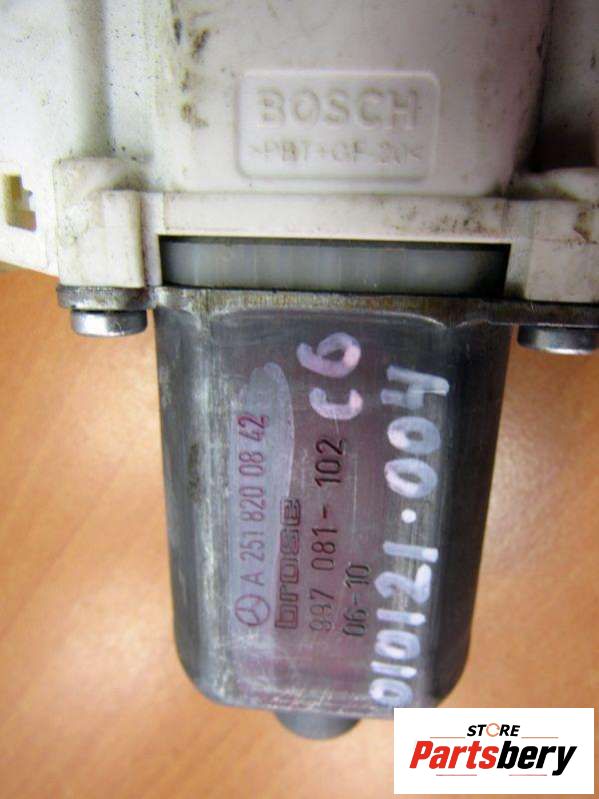 BOSCH
>PBT+GF 20<
A 251 820 08 42
brose
997 081-102 C6
06-10
010121.004
STORE
Partsbery